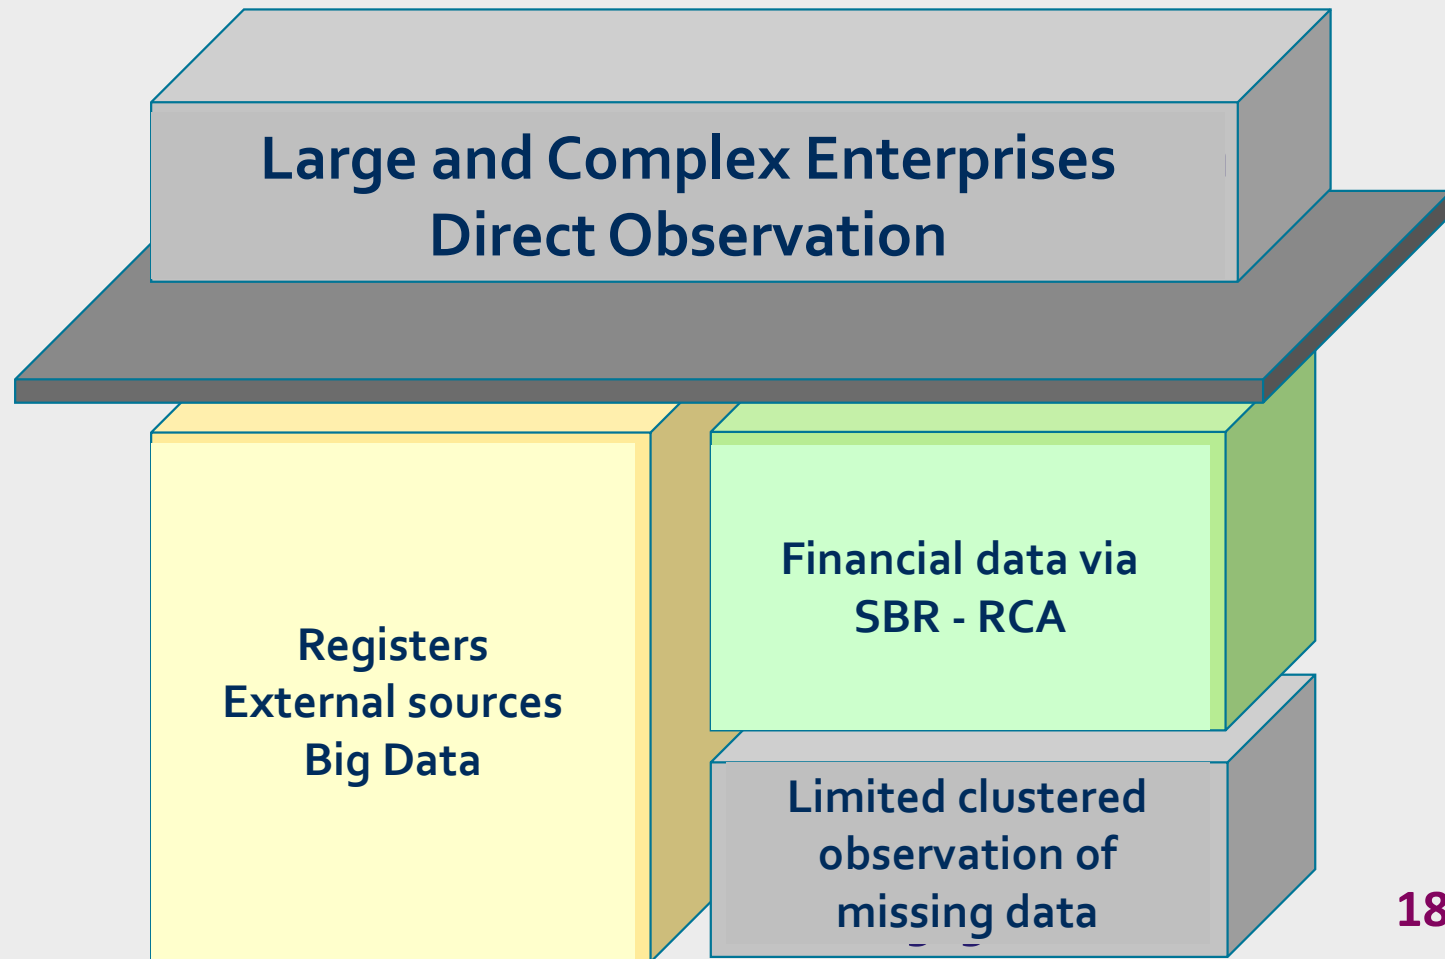 Large and Complex Enterprises
Direct Observation
Registers
External sources
Big Data
Financial data via
SBR - RCA
Limited clustered
observation of
missing data
18